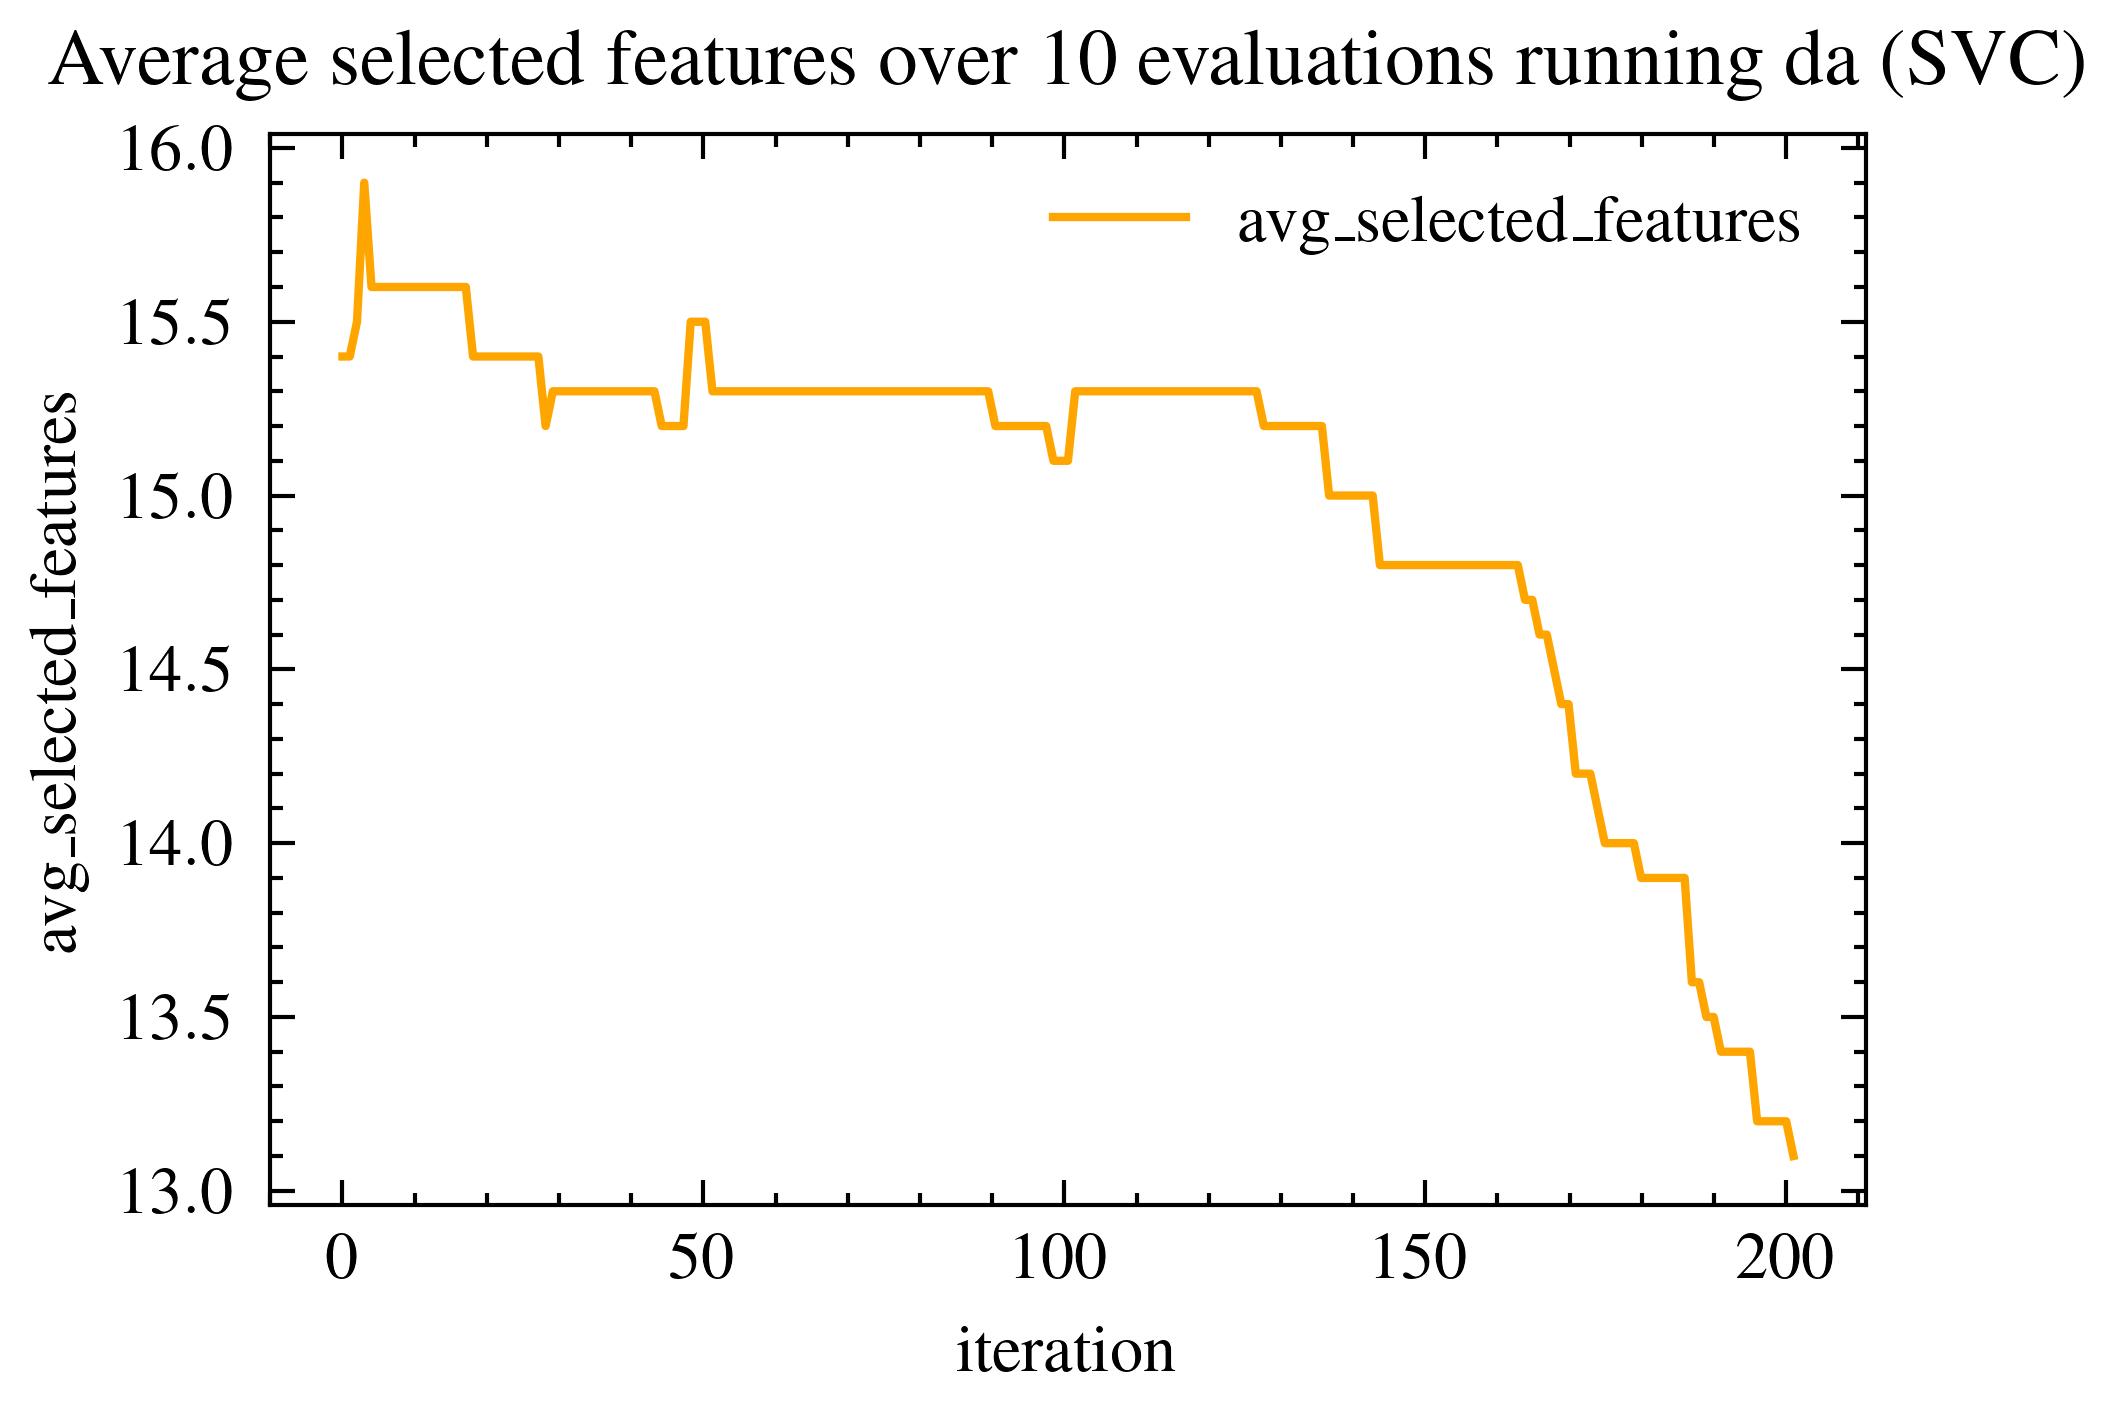 Average selected features over 10 evaluations running da (SVC)
16.0
15.5
15.0
14.5
14.0
13.5
13.0
avg_selected_features
avg_selected_features
0 50 100 150 200
iteration